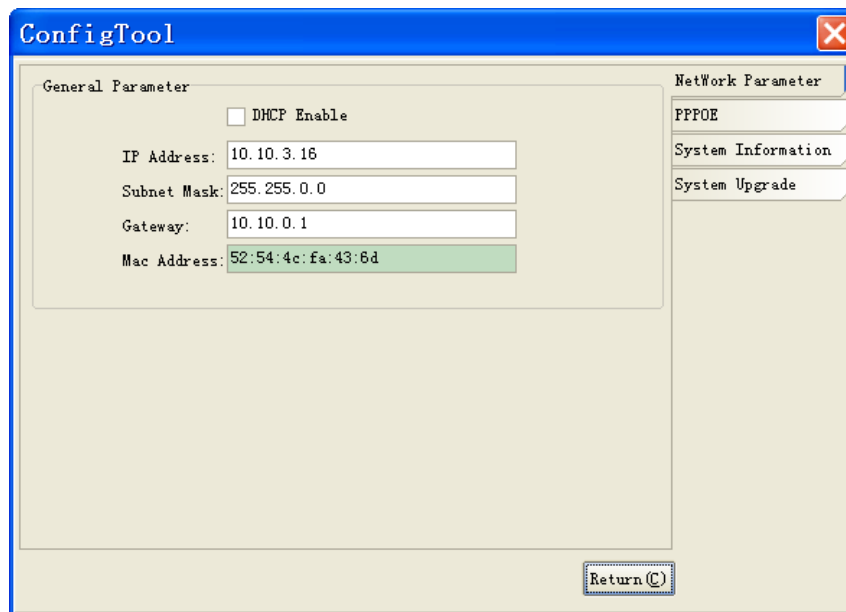 ConfigTool
General Parameter
DHCP Enable
IP Address: 10.10.3.16
Subnet Mask: 255.255.0.0
Gateway: 10.10.0.1
Mac Address: 52:54:4c:fa:43:6d
NetWork Parameter
PPPOE
System Information
System Upgrade
Return(C)